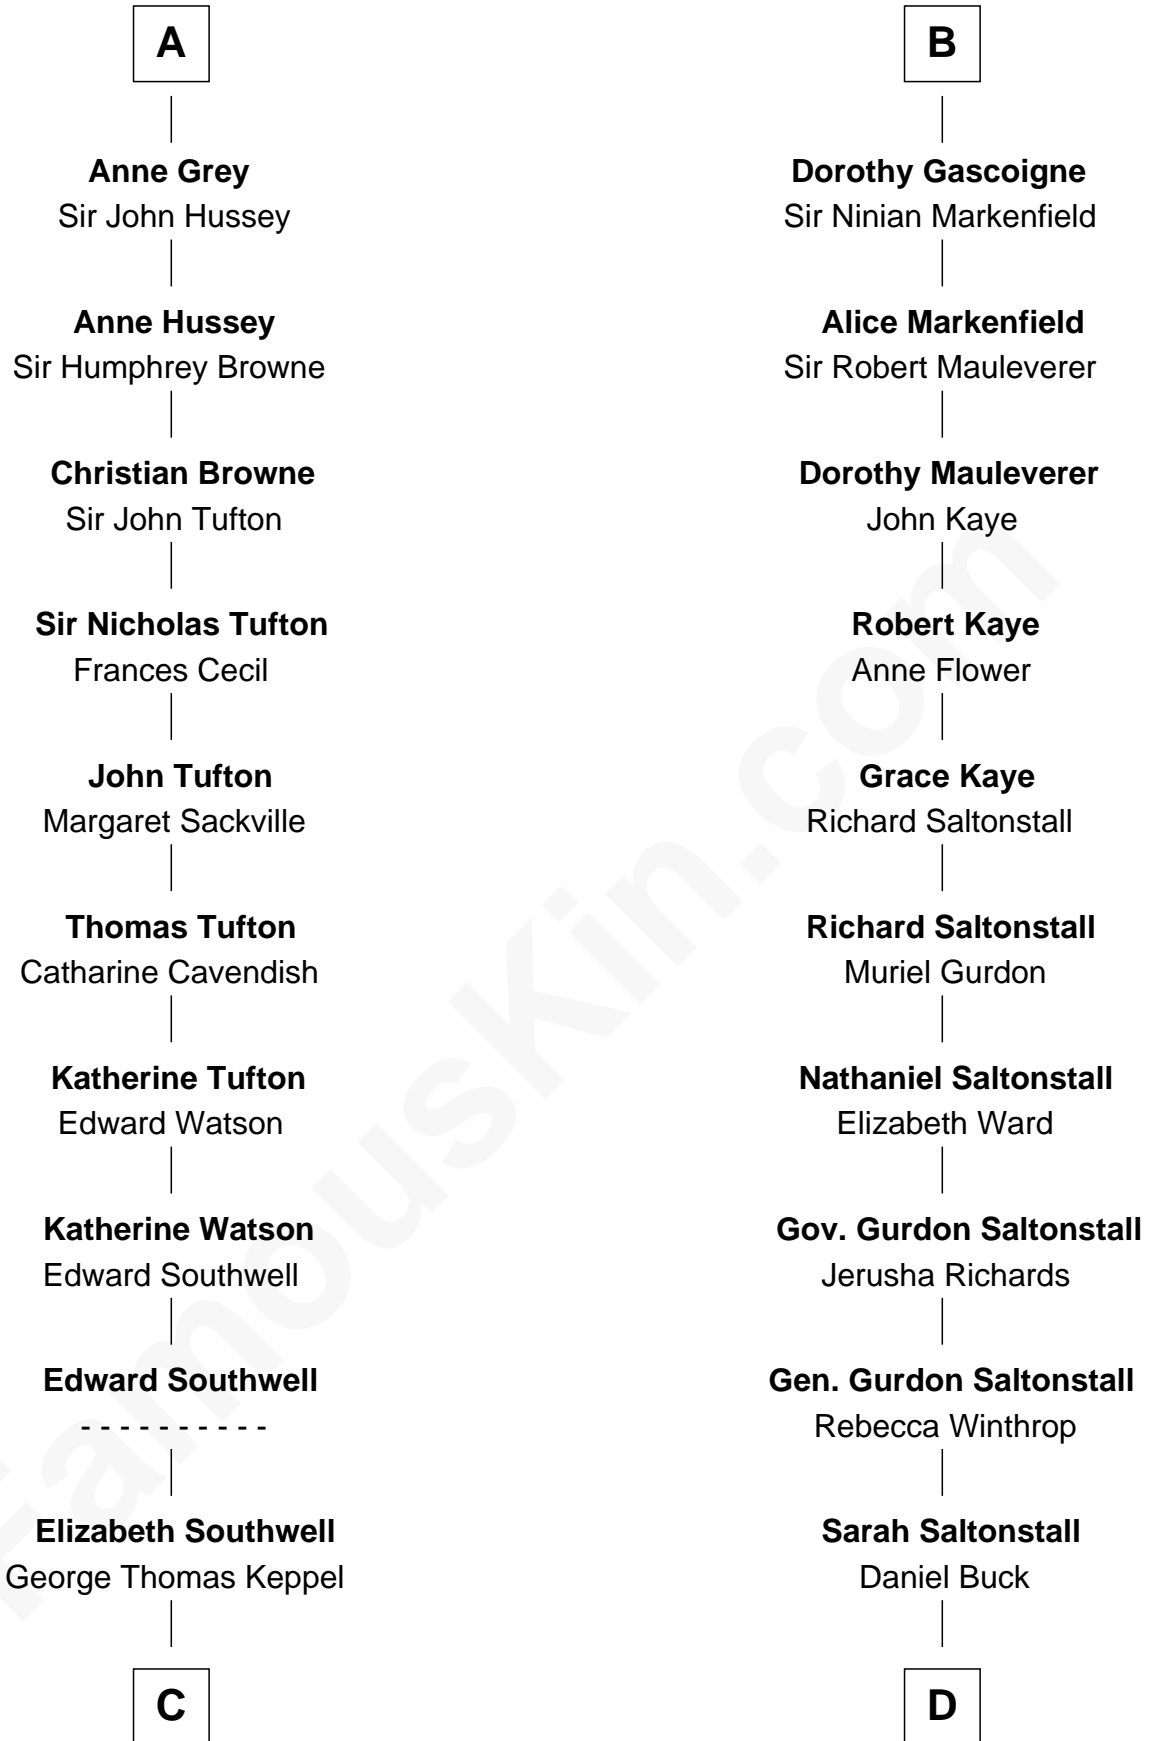 A
Anne Grey
Sir John Hussey
Anne Hussey
Sir Humphrey Browne
Christian Browne
Sir John Tufton
Sir Nicholas Tufton
Frances Cecil
John Tufton
Margaret Sackville
Thomas Tufton
Catharine Cavendish
Katherine Tufton
Edward Watson
Katherine Watson
Edward Southwell
Edward Southwell
- - - - - - - - - -
Elizabeth Southwell
George Thomas Keppel
C
B
Dorothy Gascoigne
Sir Ninian Markenfield
Alice Markenfield
Sir Robert Mauleverer
Dorothy Mauleverer
John Kaye
Robert Kaye
Anne Flower
Grace Kaye
Richard Saltonstall
Richard Saltonstall
Muriel Gurdon
Nathaniel Saltonstall
Elizabeth Ward
Gov. Gurdon Saltonstall
Jerusha Richards
Gen. Gurdon Saltonstall
Rebecca Winthrop
Sarah Saltonstall
Daniel Buck
D
FamousKin.com